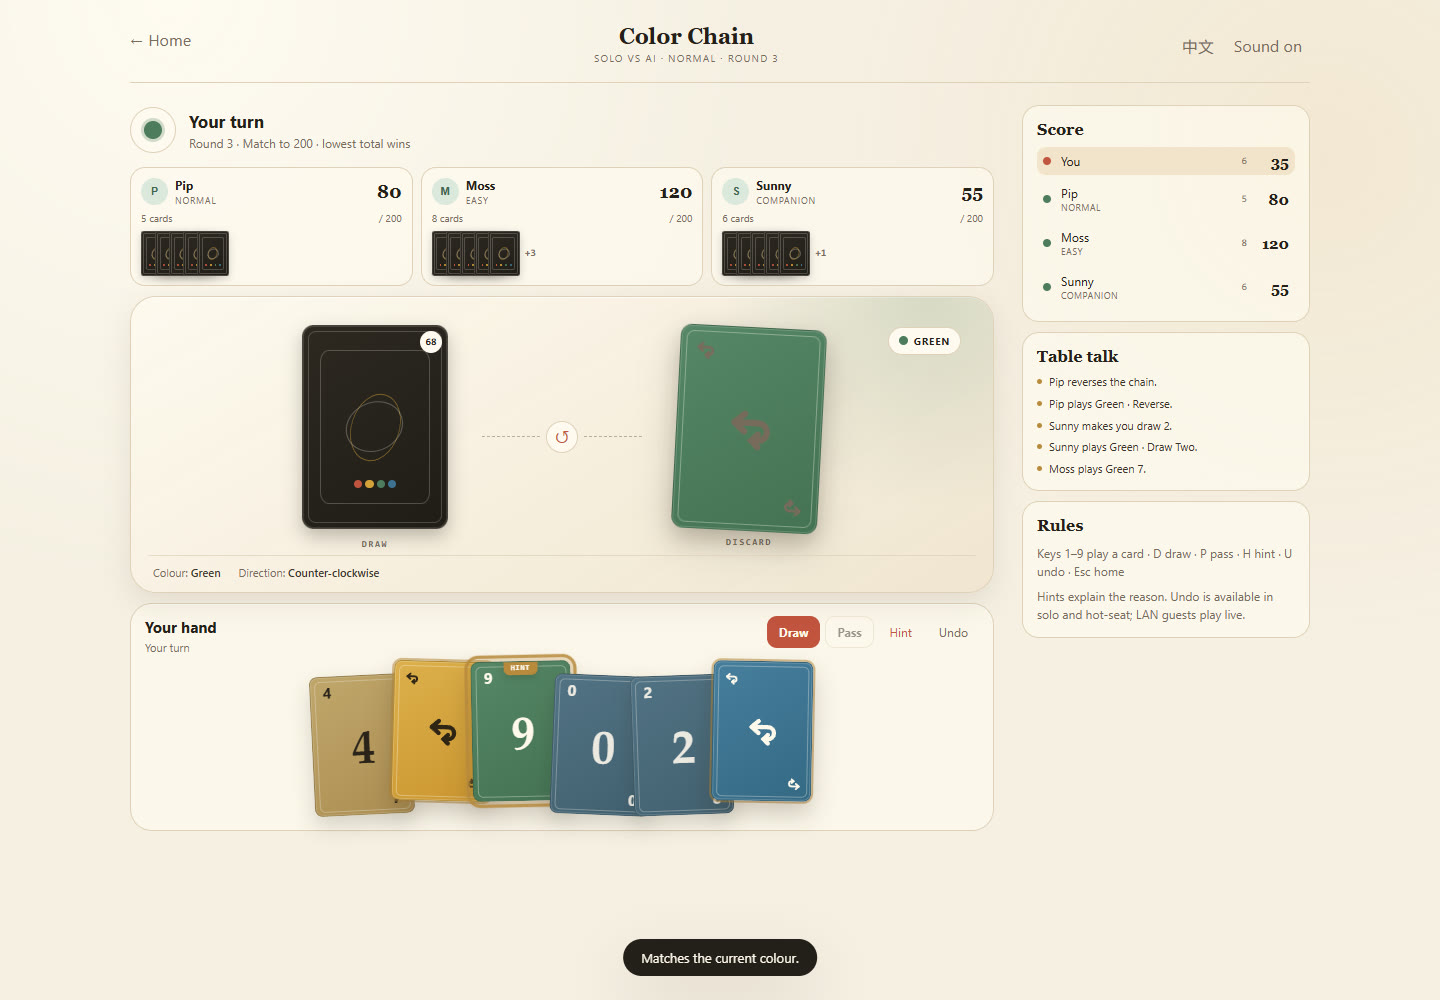 ← Home
Color Chain
SOLO VS AI · NORMAL · ROUND 3
中文
Sound on
Your turn
Round 3 · Match to 200 · lowest total wins
P
Pip
NORMAL
80
5 cards
/ 200
M
Moss
EASY
120
8 cards
/ 200
+3
S
Sunny
COMPANION
55
6 cards
/ 200
+1
68
DRAW
DISCARD
GREEN
Colour: Green
Direction: Counter-clockwise
Your hand
Your turn
Draw
Pass
Hint
Undo
4
4
HINT
9
9
0
0
0
2
2
Score
You
6
35
Pip
NORMAL
5
80
Moss
EASY
8
120
Sunny
COMPANION
6
55
Table talk
Pip reverses the chain.
Pip plays Green · Reverse.
Sunny makes you draw 2.
Sunny plays Green · Draw Two.
Moss plays Green 7.
Rules
Keys 1–9 play a card · D draw · P pass · H hint · U
undo · Esc home
Hints explain the reason. Undo is available in
solo and hot-seat; LAN guests play live.
Matches the current colour.